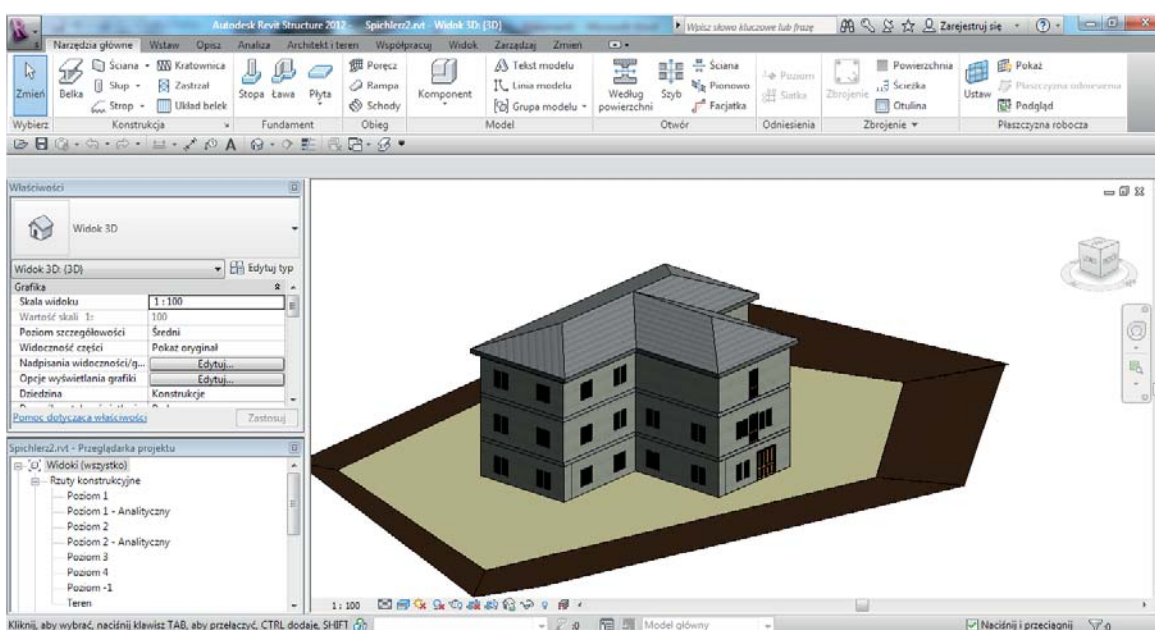 Autodesk Revit Structure 2012 - Spichlerz2.rvt - Widok 3D: {3D}
Wpisz słowo kluczowe lub frazę
Zarejestruj się
Narzędzia główne Wstaw Opisz Analiza Architekt i teren Współpracuj Widok Zarządzaj Zmień
Zmień
Belka
Ściana
Słup
Strop
Kratownica
Zastrzał
Układ belek
Stopa Ława Płyta
Poręcz
Rampa
Schody
Komponent
Tekst modelu
Linia modelu
Grupa modelu
Według powierzchni
Szyb
Ściana
Pionowo
Facjatka
Poziom
Siatka
Zbrojenie
Powierzchnia
Ścieżka
Otulina
Ustaw
Pokaż
Płaszczyzna odniesienia
Podgląd
Wybierz Konstrukcja Fundament Obieg Model Otwór Odniesienia Zbrojenie Płaszczyzna robocza
Właściwości
Widok 3D
Widok 3D: {3D} Edytuj typ
Grafika
Skala widoku 1 : 100
Wartość skali 1: 100
Poziom szczegółowości Średni
Widoczność części Pokaż oryginał
Nadpisania widoczności/g... Edytuj...
Opcje wyświetlania grafiki Edytuj...
Dziedzina Konstrukcje
Pomoc dotycząca właściwości Zastosuj
Spichlerz2.rvt - Przeglądarka projektu
Widoki (wszystko)
Rzuty konstrukcyjne
Poziom 1
Poziom 1 - Analityczny
Poziom 2
Poziom 2 - Analityczny
Poziom 3
Poziom 4
Poziom -1
Teren
1 : 100
Kliknij, aby wybrać, naciśnij klawisz TAB, aby przełączyć, CTRL dodaje, SHIFT
:0
Model główny
Naciśnij i przeciągnij
:0